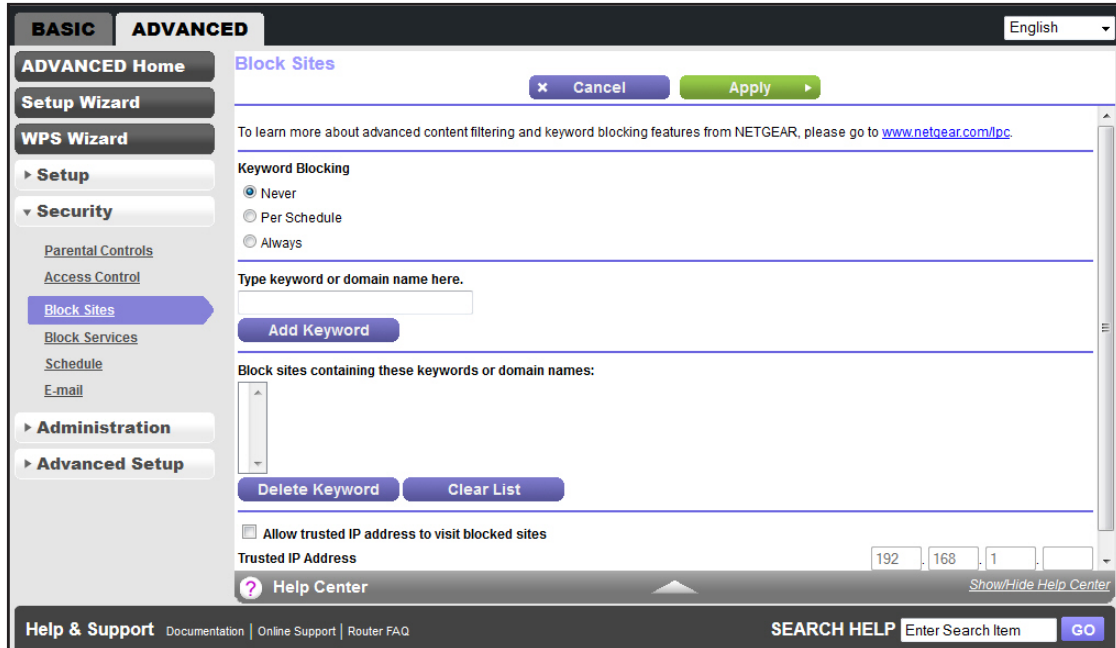 BASIC ADVANCED English
ADVANCED Home
Setup Wizard
WPS Wizard
Setup
Security
Parental Controls
Access Control
Block Sites
Block Services
Schedule
E-mail
Administration
Advanced Setup
Block Sites
x Cancel Apply
To learn more about advanced content filtering and keyword blocking features from NETGEAR, please go to www.netgear.com/lpc.
Keyword Blocking
Never
Per Schedule
Always
Type keyword or domain name here.
Add Keyword
Block sites containing these keywords or domain names:
Delete Keyword Clear List
Allow trusted IP address to visit blocked sites
Trusted IP Address 192 . 168 . 1 .
? Help Center Show/Hide Help Center
Help & Support Documentation | Online Support | Router FAQ SEARCH HELP Enter Search Item GO